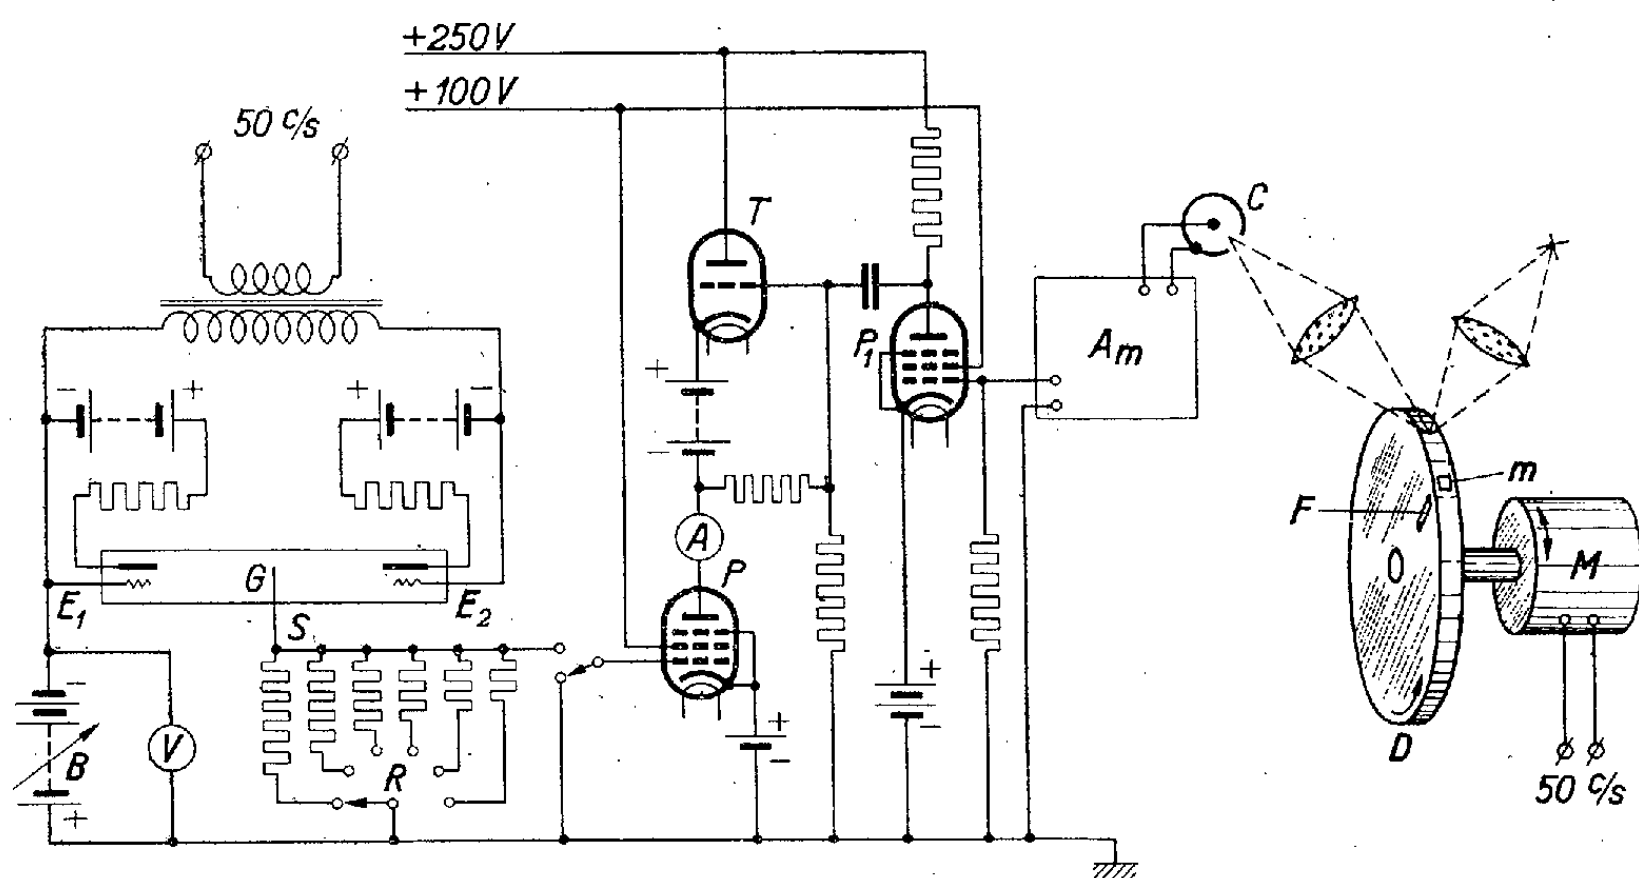 +250V
+100V
50 c/s
T
C
P1
Am
- + + -
+
-
m
F
A
G
P
M
E1
E2
S
-
+
+
V
B
R
-
-
D
+
50 c/s